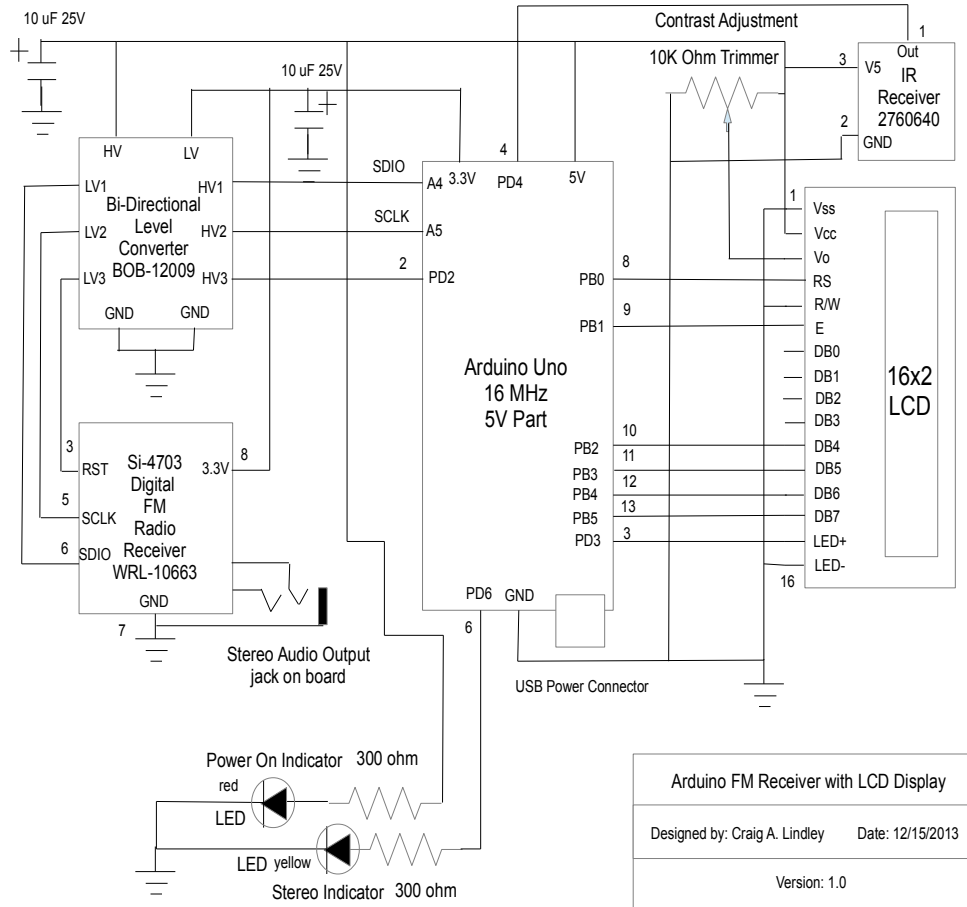 10 uF 25V
+
Contrast Adjustment
10K Ohm Trimmer
1
Out
3
V5
IR
Receiver
2760640
2
GND
10 uF 25V
+
HV
LV
LV1
HV1
Bi-Directional
Level
Converter
BOB-12009
LV2
HV2
LV3
HV3
GND
GND
SDIO
SCLK
2
4
A4
3.3V
PD4
5V
A5
PD2
PB0
8
PB1
9
Arduino Uno
16 MHz
5V Part
PB2
10
PB3
11
PB4
12
PB5
13
PD3
3
PD6
GND
6
USB Power Connector
1
Vss
Vcc
Vo
RS
R/W
E
DB0
DB1
DB2
DB3
DB4
DB5
DB6
DB7
LED+
LED-
16
16x2
LCD
3
RST
Si-4703
Digital
FM
Radio
Receiver
WRL-10663
3.3V
8
5
SCLK
6
SDIO
GND
7
Stereo Audio Output
jack on board
Power On Indicator
300 ohm
red
LED
LED yellow
Stereo Indicator
300 ohm
Arduino FM Receiver with LCD Display
Designed by: Craig A. Lindley Date: 12/15/2013
Version: 1.0